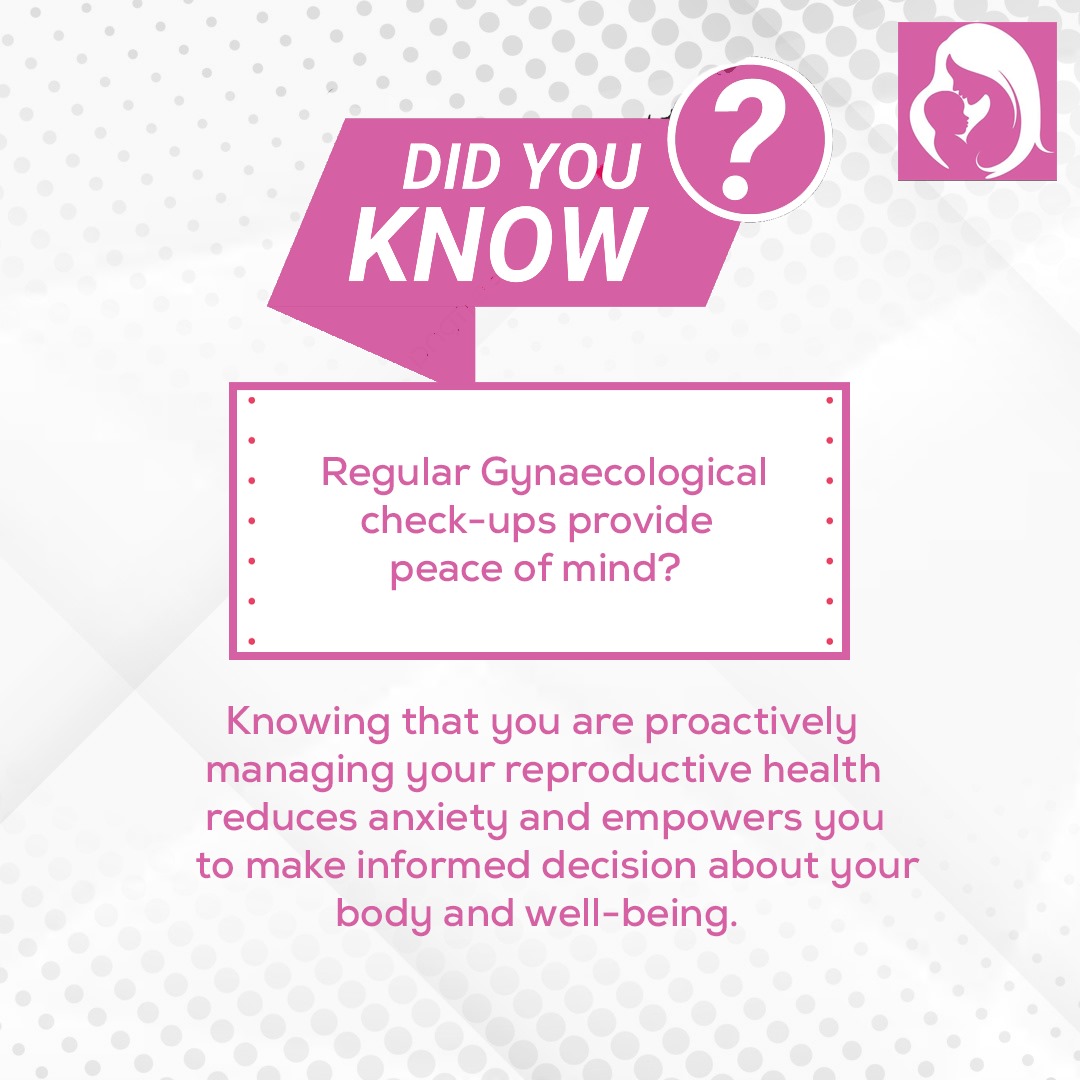 DID YOU
KNOW
?
Regular Gynaecological
check-ups provide
peace of mind?
Knowing that you are proactively
managing your reproductive health
reduces anxiety and empowers you
to make informed decision about your
body and well-being.